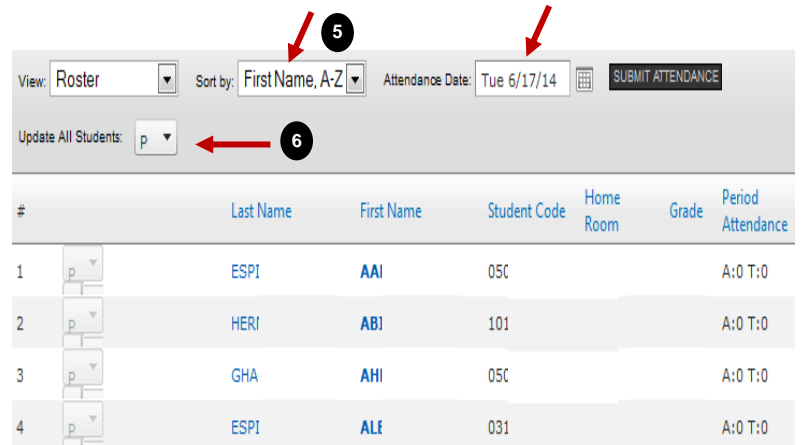 5
View: Roster Sort by: First Name, A-Z Attendance Date: Tue 6/17/14 SUBMIT ATTENDANCE
Update All Students: p 6
# Last Name First Name Student Code Home Room Grade Period Attendance
1 p ESPI AAI 050 A:0 T:0
2 p HER ABI 101 A:0 T:0
3 p GHA AHI 050 A:0 T:0
4 p ESPI ALE 031 A:0 T:0